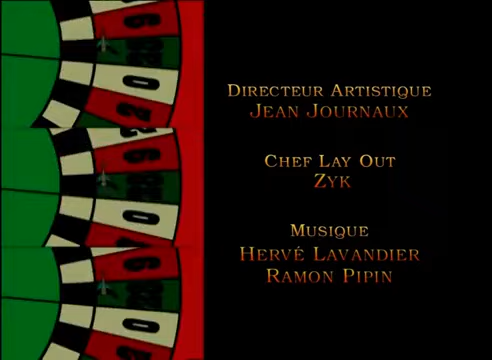 Directeur Artistique
Jean Journaux
Chef Lay Out
Zyk
Musique
Hervé Lavandier
Ramon Pipin